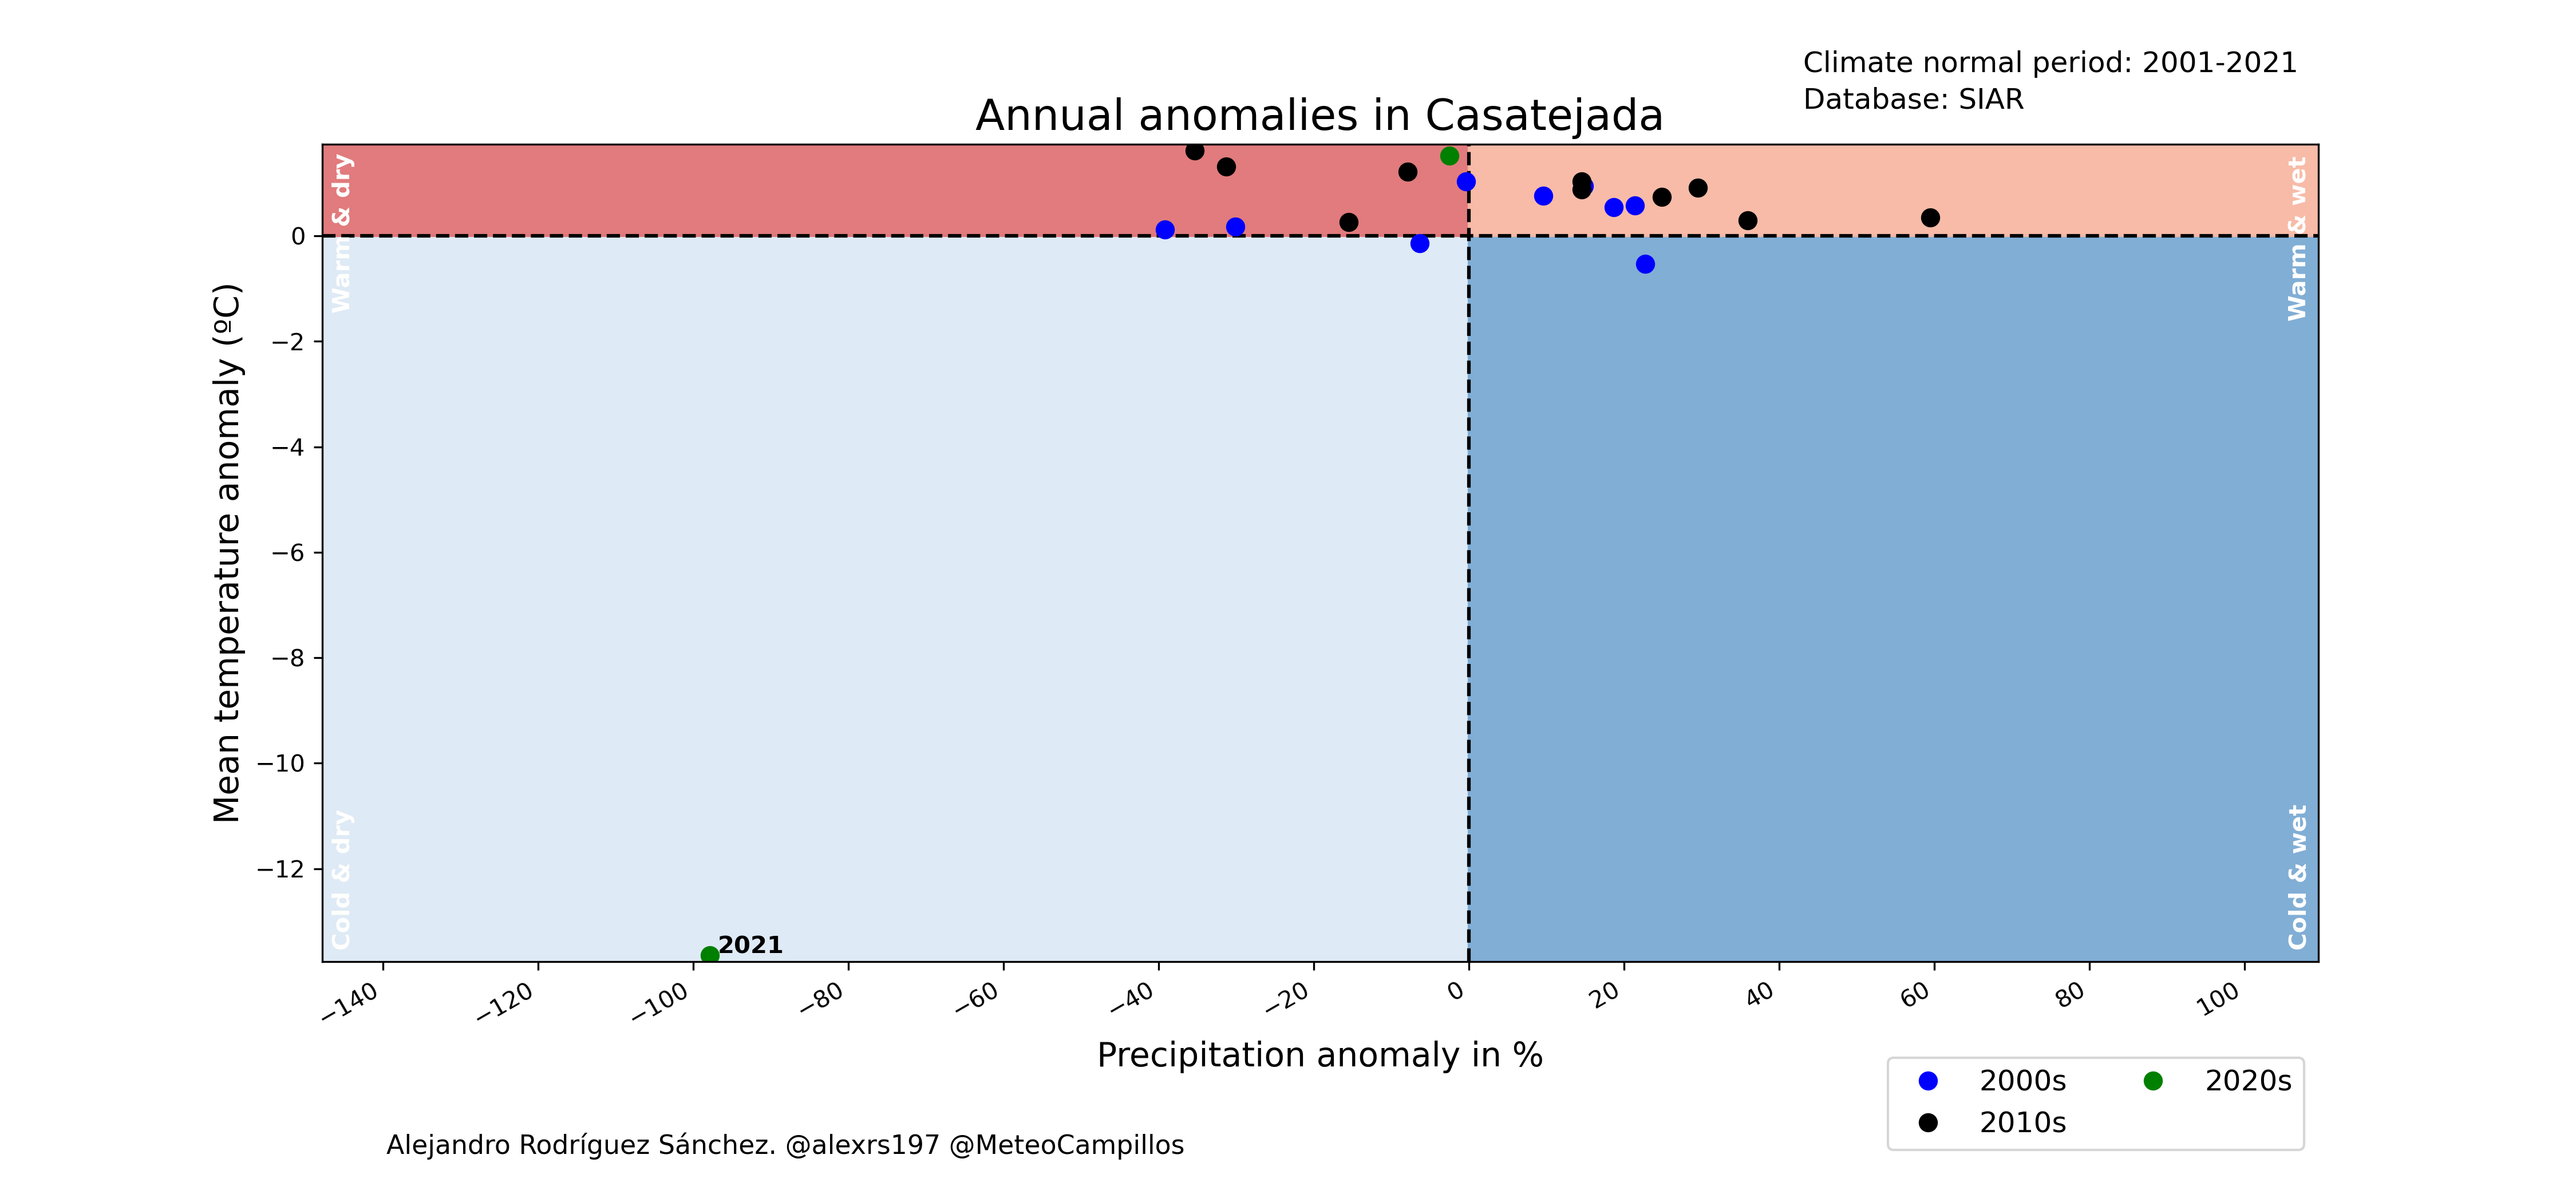 Climate normal period: 2001-2021
Database: SIAR
Annual anomalies in Casatejada
Warm & dry
Warm & wet
Mean temperature anomaly (ºC)
0
−2
−4
−6
−8
−10
−12
Cold & dry
Cold & wet
2021
−140 −120 −100 −80 −60 −40 −20 0 20 40 60 80 100
Precipitation anomaly in %
2000s 2020s
2010s
Alejandro Rodríguez Sánchez. @alexrs197 @MeteoCampillos